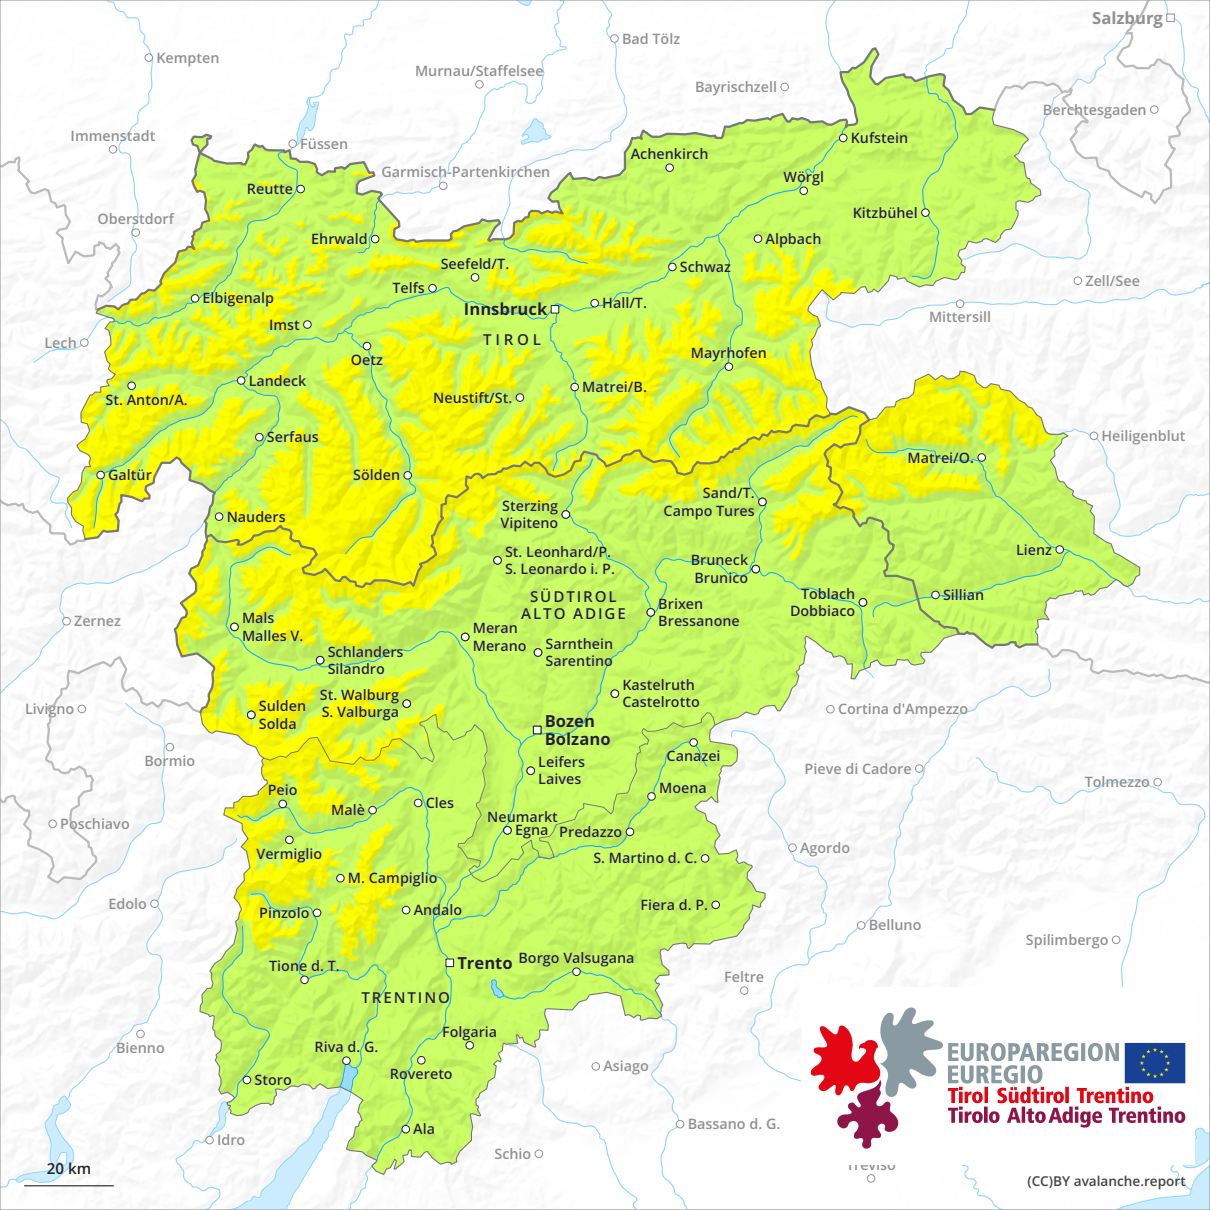 Salzburg
Bad Tölz
Kempten
Murnau/Staffelsee
Bayrischzell
Berchtesgaden
Immenstadt
Füssen
Kufstein
Achenkirch
Garmisch-Partenkirchen
Wörgl
Reutte
Oberstdorf
Kitzbühel
Ehrwald
Alpbach
Seefeld/T.
Schwaz
Zell/See
Telfs
Elbigenalp
Hall/T.
Innsbruck
Mittersill
Imst
TIROL
Lech
Oetz
Mayrhofen
Landeck
Matrei/B.
St. Anton/A.
Neustift/St.
Serfaus
Heiligenblut
Matrei/O.
Galtür
Sölden
Sand/T.
Campo Tures
Sterzing
Vipiteno
Nauders
St. Leonhard/P.
S. Leonardo i. P.
Lienz
Bruneck
Brunico
SÜDTIROL
ALTO ADIGE
Toblach
Dobbiaco
Sillian
Brixen
Bressanone
Zernez
Mals
Malles V.
Meran
Merano
Sarnthein
Sarentino
Schlanders
Silandro
Kastelruth
Castelrotto
St. Walburg
S. Valburga
Livigno
Sulden
Solda
Cortina d'Ampezzo
Bozen
Bolzano
Canazei
Bormio
Leifers
Laives
Pieve di Cadore
Tolmezzo
Peio
Moena
Malè
Cles
Neumarkt
Egna
Predazzo
Poschiavo
Vermiglio
S. Martino d. C.
Agordo
M. Campiglio
Edolo
Pinzolo
Andalo
Fiera d. P.
Belluno
Spilimbergo
Trento
Borgo Valsugana
Tione d. T.
Feltre
TRENTINO
Folgaria
Bienno
Riva d. G.
Rovereto
Asiago
Storo
EUROPAREGION
EUREGIO
Tirol Südtirol Trentino
Tirolo Alto Adige Trentino
Ala
Bassano d. G.
Idro
Schio
Treviso
20 km
(CC)BY avalanche.report